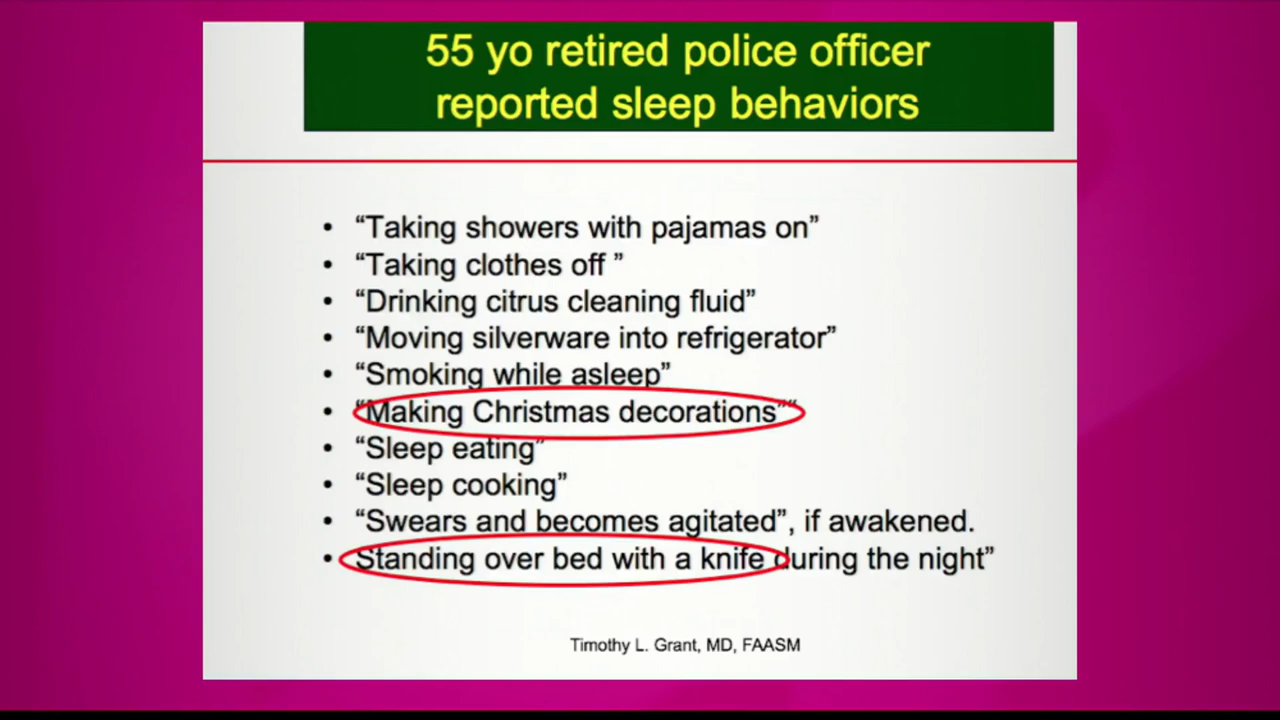 55 yo retired police officer
reported sleep behaviors
• “Taking showers with pajamas on”
• “Taking clothes off ”
• “Drinking citrus cleaning fluid”
• “Moving silverware into refrigerator”
• “Smoking while asleep”
• “Making Christmas decorations”“
• “Sleep eating”
• “Sleep cooking”
• “Swears and becomes agitated”, if awakened.
• Standing over bed with a knife during the night”
Timothy L. Grant, MD, FAASM